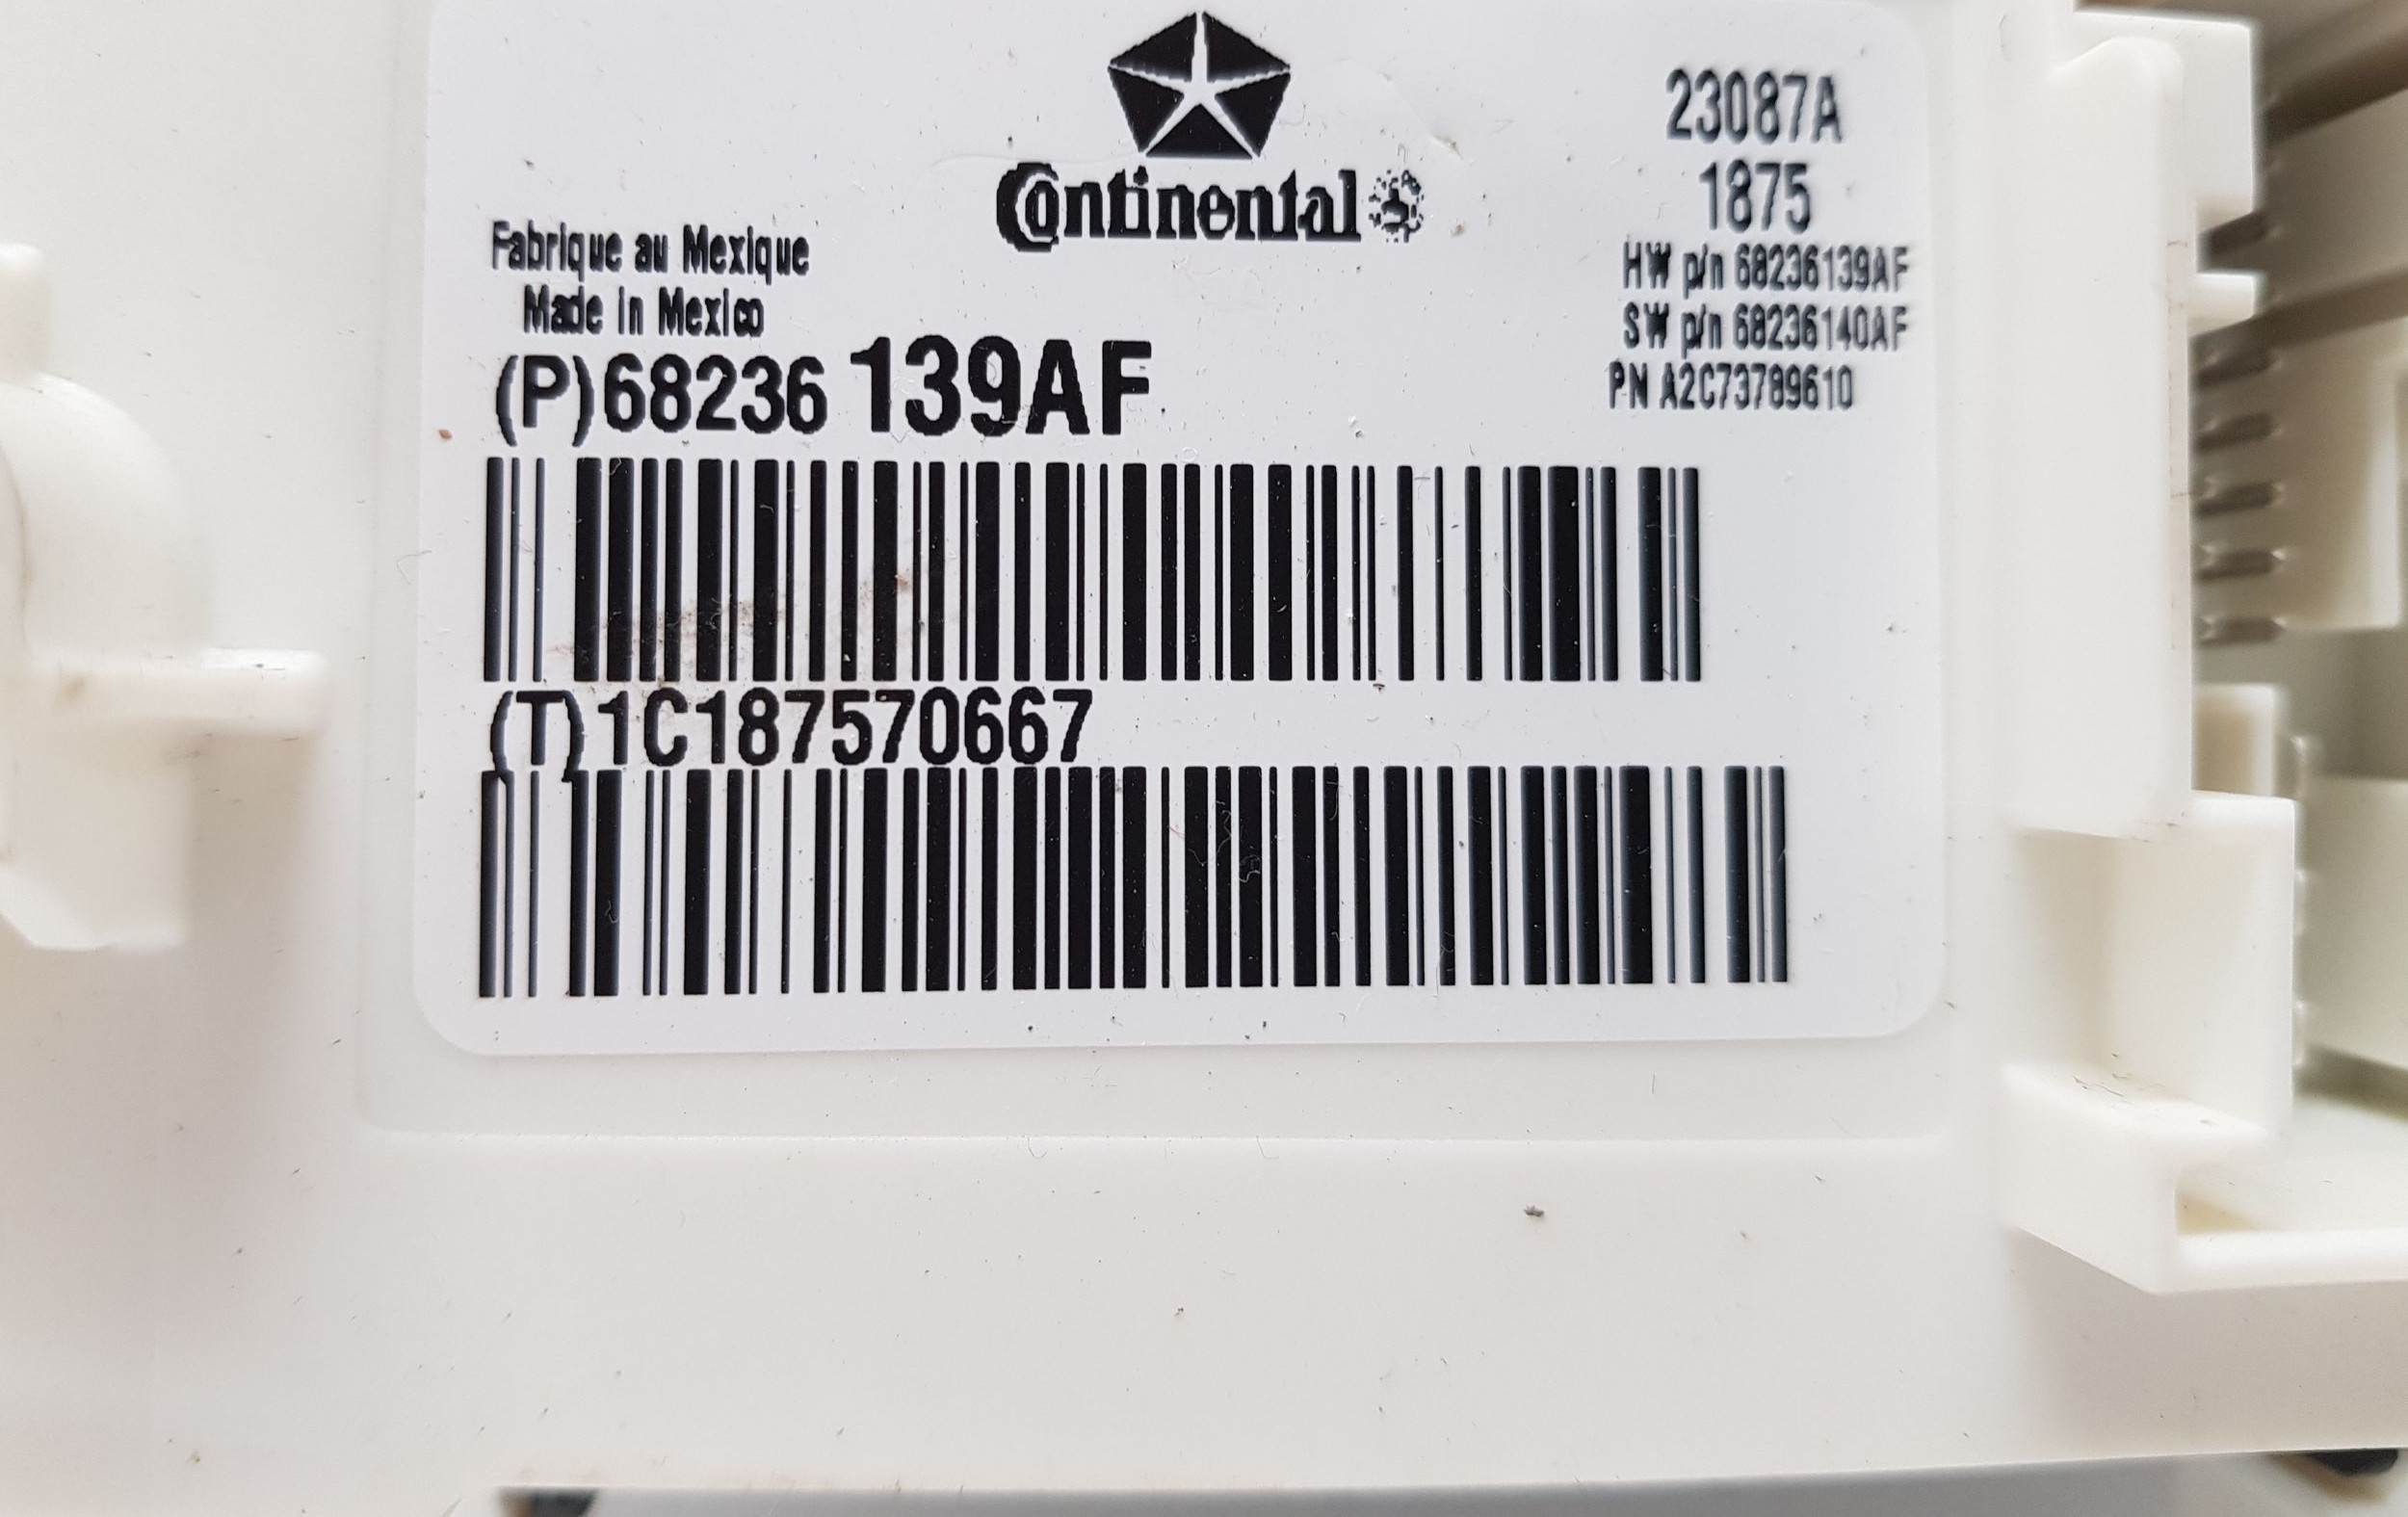 Continental
23087A
1875
Fabrique au Mexique
Made in Mexico
HW p/n 68236139AF
SW p/n 68236140AF
PN A2C73789610
(P)68236 139AF
(T)1C187570667